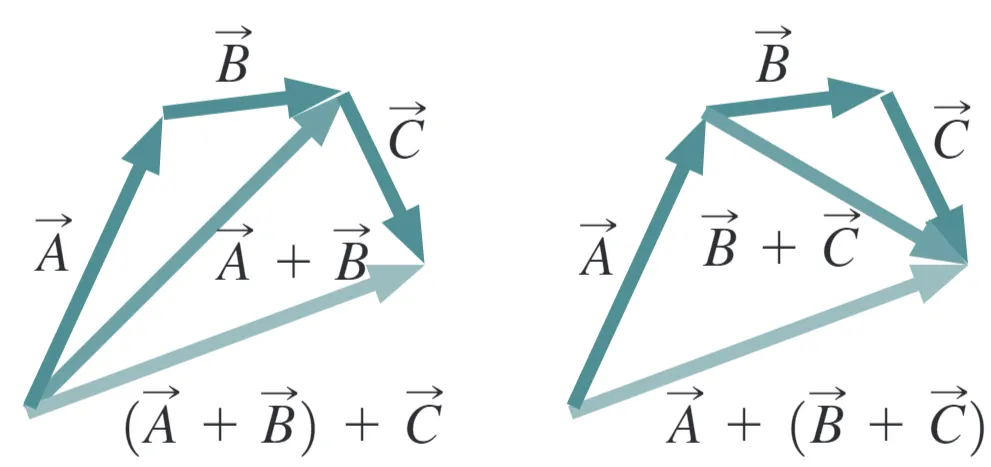 $\vec{B}$
$\vec{C}$
$\vec{A}$
$\vec{A} + \vec{B}$
$(\vec{A} + \vec{B}) + \vec{C}$
$\vec{B}$
$\vec{C}$
$\vec{A}$
$\vec{B} + \vec{C}$
$\vec{A} + (\vec{B} + \vec{C})$